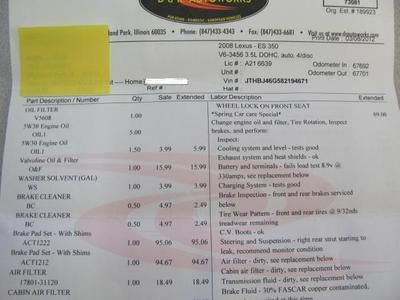 D & R AUTOWORKS
73081
Org. Est # 189923
land Park, Illinois 60035 • Phone: (847)433-4343 • Fax: (847)433-6681
Print Date : 03/08/2012
2008 Lexus - ES 350
V6-3456 3.5L DOHC, auto, 4/disc
Lic # : A21 6639 Odometer In : 67692
Unit # : Odometer Out : 67701
Vin # : JTHBJ46G582194671
Hat # :
Home
Ref #
Part Description / Number Qty Sale Extended Labor Description Extended
OIL FILTER
V5608 1.00
5W30 Engine Oil
OIL1 5.00
5W30 Engine Oil
OIL1 1.50 3.99 5.99
Valvoline Oil & Filter
O&F 1.00 15.99 15.99
WASHER SOLVENT (GAL)
WS 1.00 3.99 3.99
BRAKE CLEANER
BC 0.50 4.97 2.49
BRAKE CLEANER
BC 0.50 4.97 2.49
Brake Pad Set - With Shims
ACT1222 1.00 95.06 95.06
Brake Pad Set - With Shims
ACT1212 1.00 94.67 94.67
AIR FILTER
17801-31120 1.00 18.49 18.49
CABIN AIR FILTER
WHEEL LOCK ON FRONT SEAT
*Spring Car care Special* 69.00
Change engine oil and filter, Tire Rotation, Inspect
brakes, and perform:
Inspect:
Cooling system and level - tests good
Exhaust system and heat shields - ok
Battery and terminals - fails load test 8.9v @
330amps, see replacement below
Charging System - tests good
Brake Inspection - front and rear brakes serviced
below
Tire Wear Pattern - front and rear tires @ 9/32nds
treadwear remaining
C.V. Boots - ok
Steering and Suspension - right rear strut starting to
leak, recommend monitor condition
Air filter - dirty, see replacement below
Cabin air filter - dirty, see replacement below
Transmission fluid - dirty, see replacement below
Brake Fluid - 30% FASCAR copper contaminated,